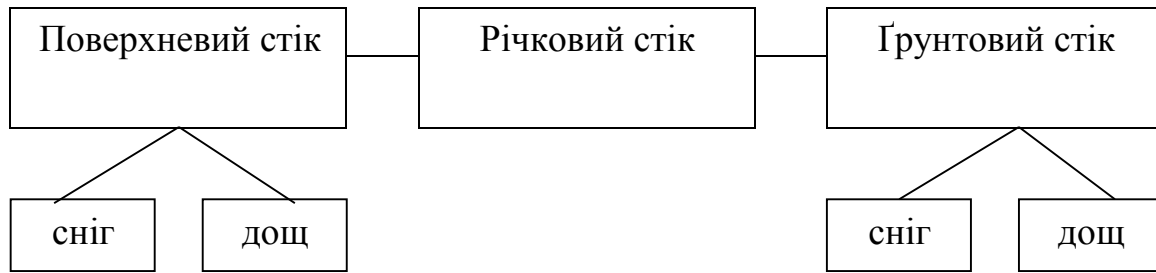 Поверхневий стік
Річковий стік
Ґрунтовий стік
сніг
дощ
сніг
дощ